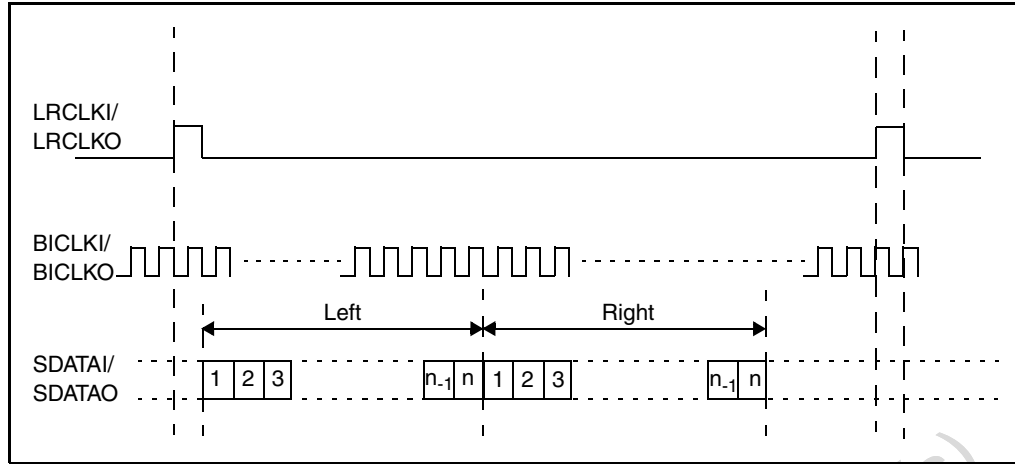 LRCLKI/
LRCLKO
BICLKI/
BICLKO
Left Right
SDATAI/
SDATAO
1 2 3 n-1 n 1 2 3 n-1 n